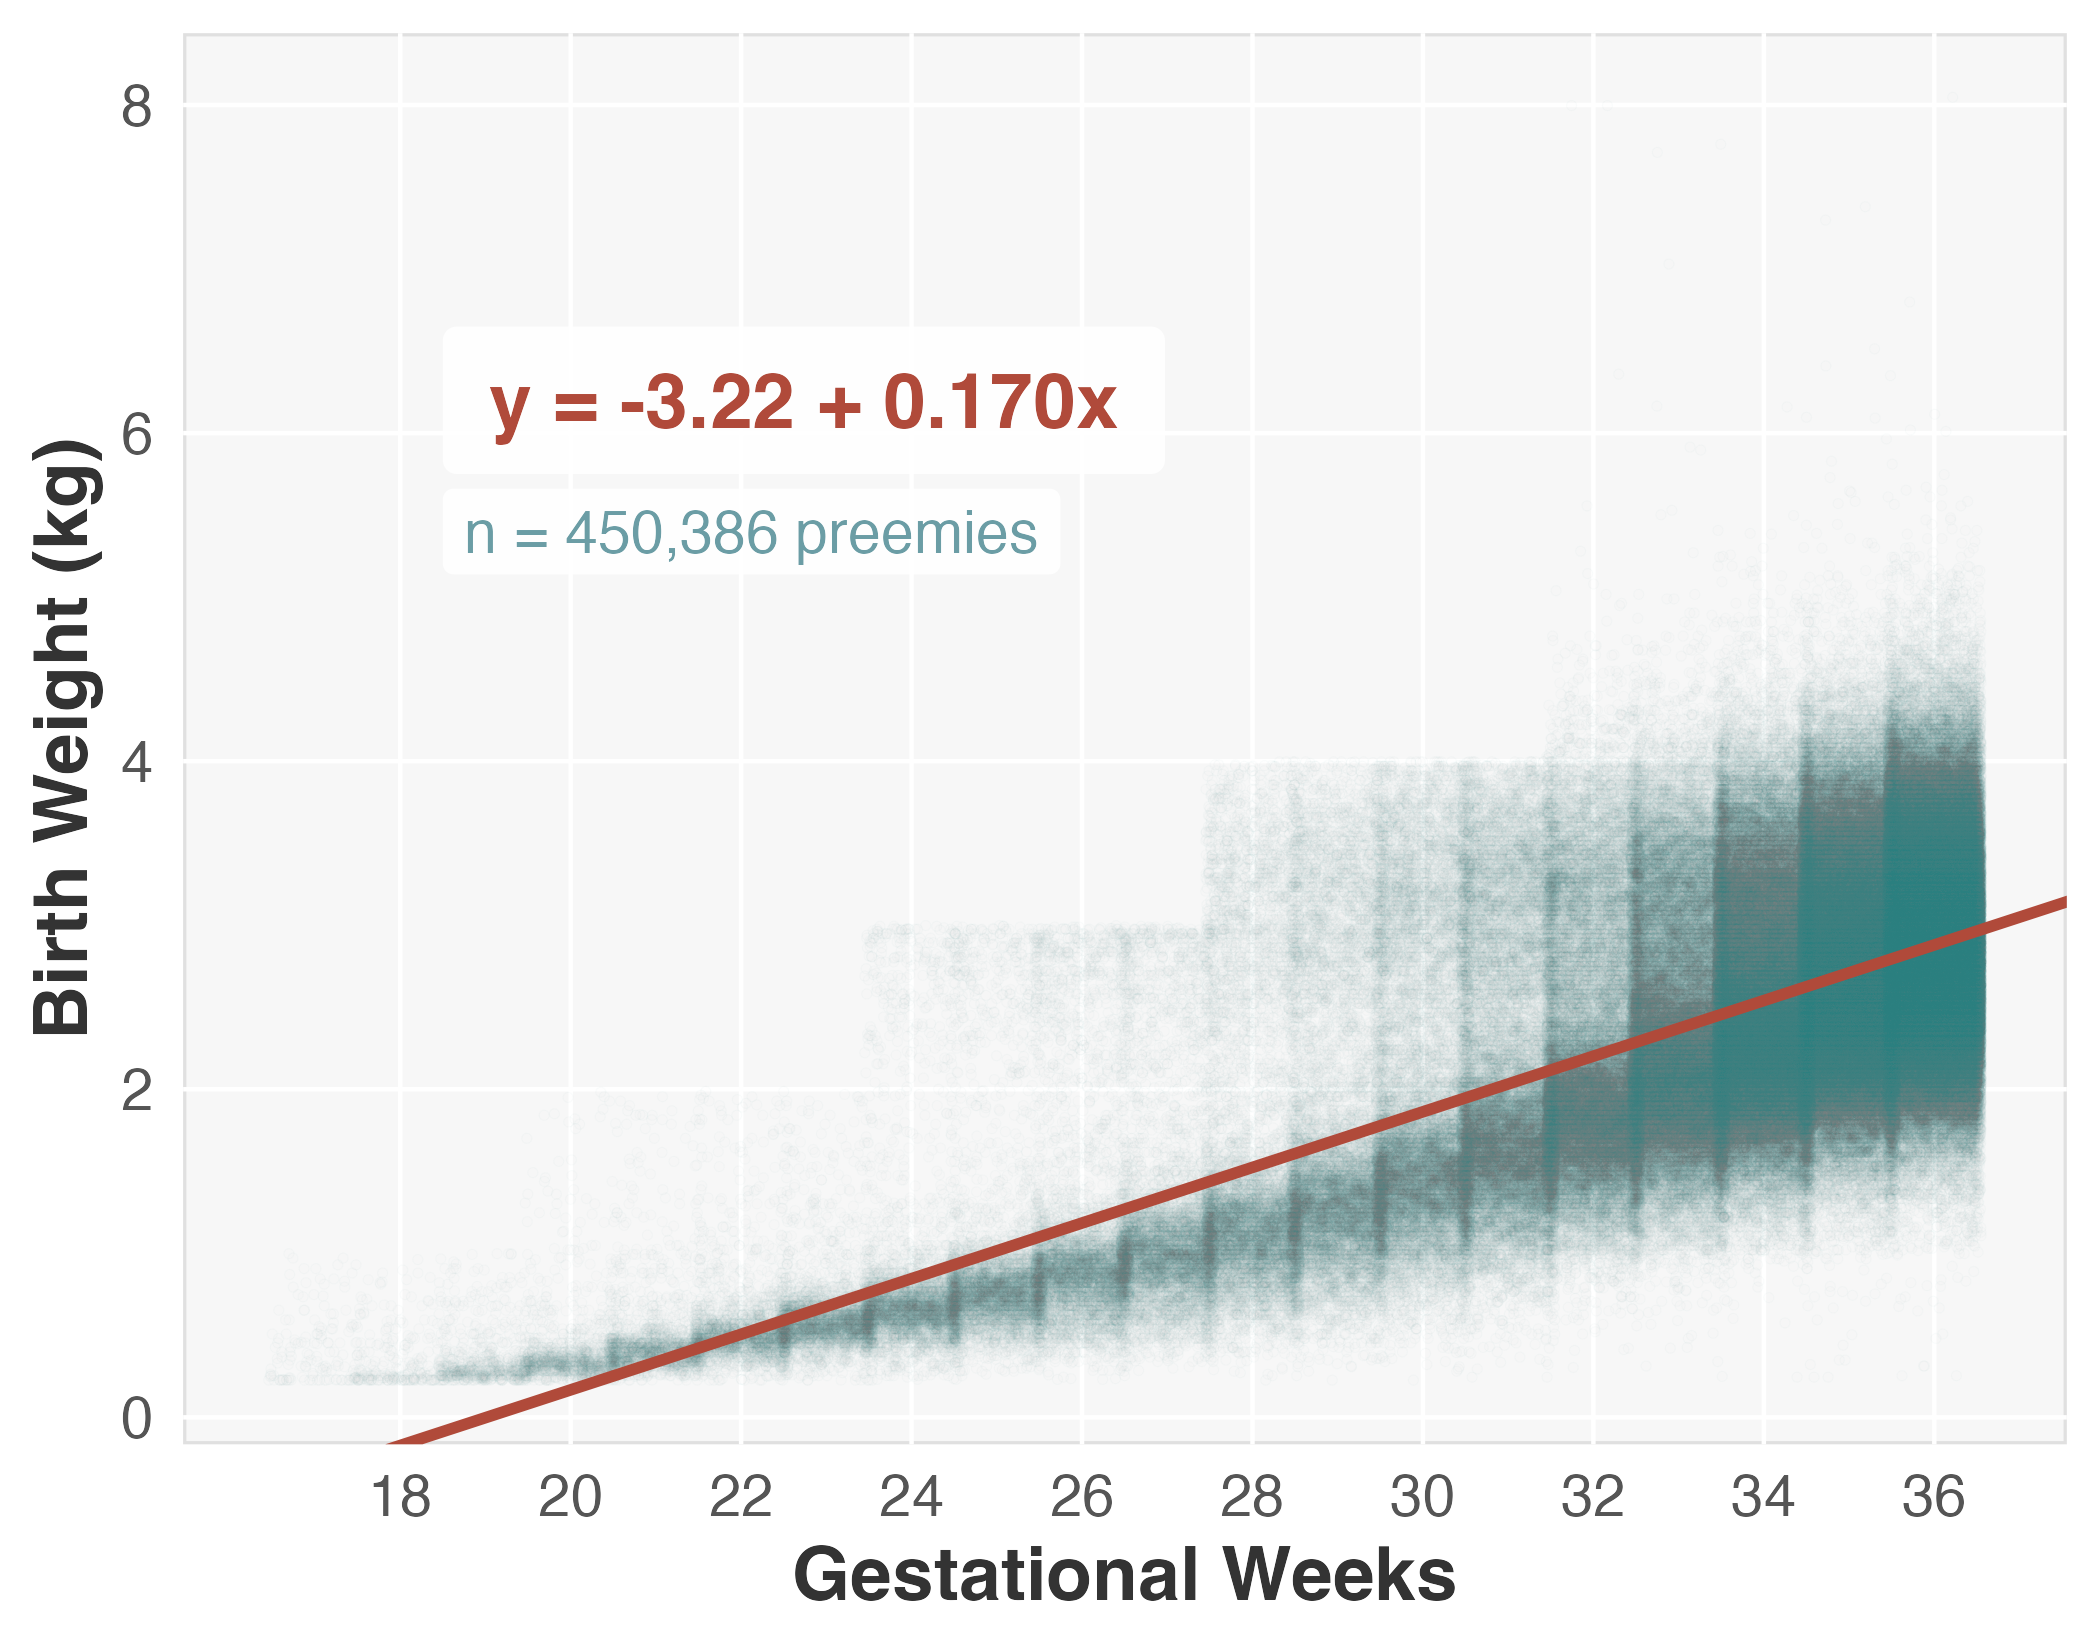 8
6
4
2
0
Birth Weight (kg)
y = -3.22 + 0.170x
n = 450,386 preemies
18 20 22 24 26 28 30 32 34 36
Gestational Weeks